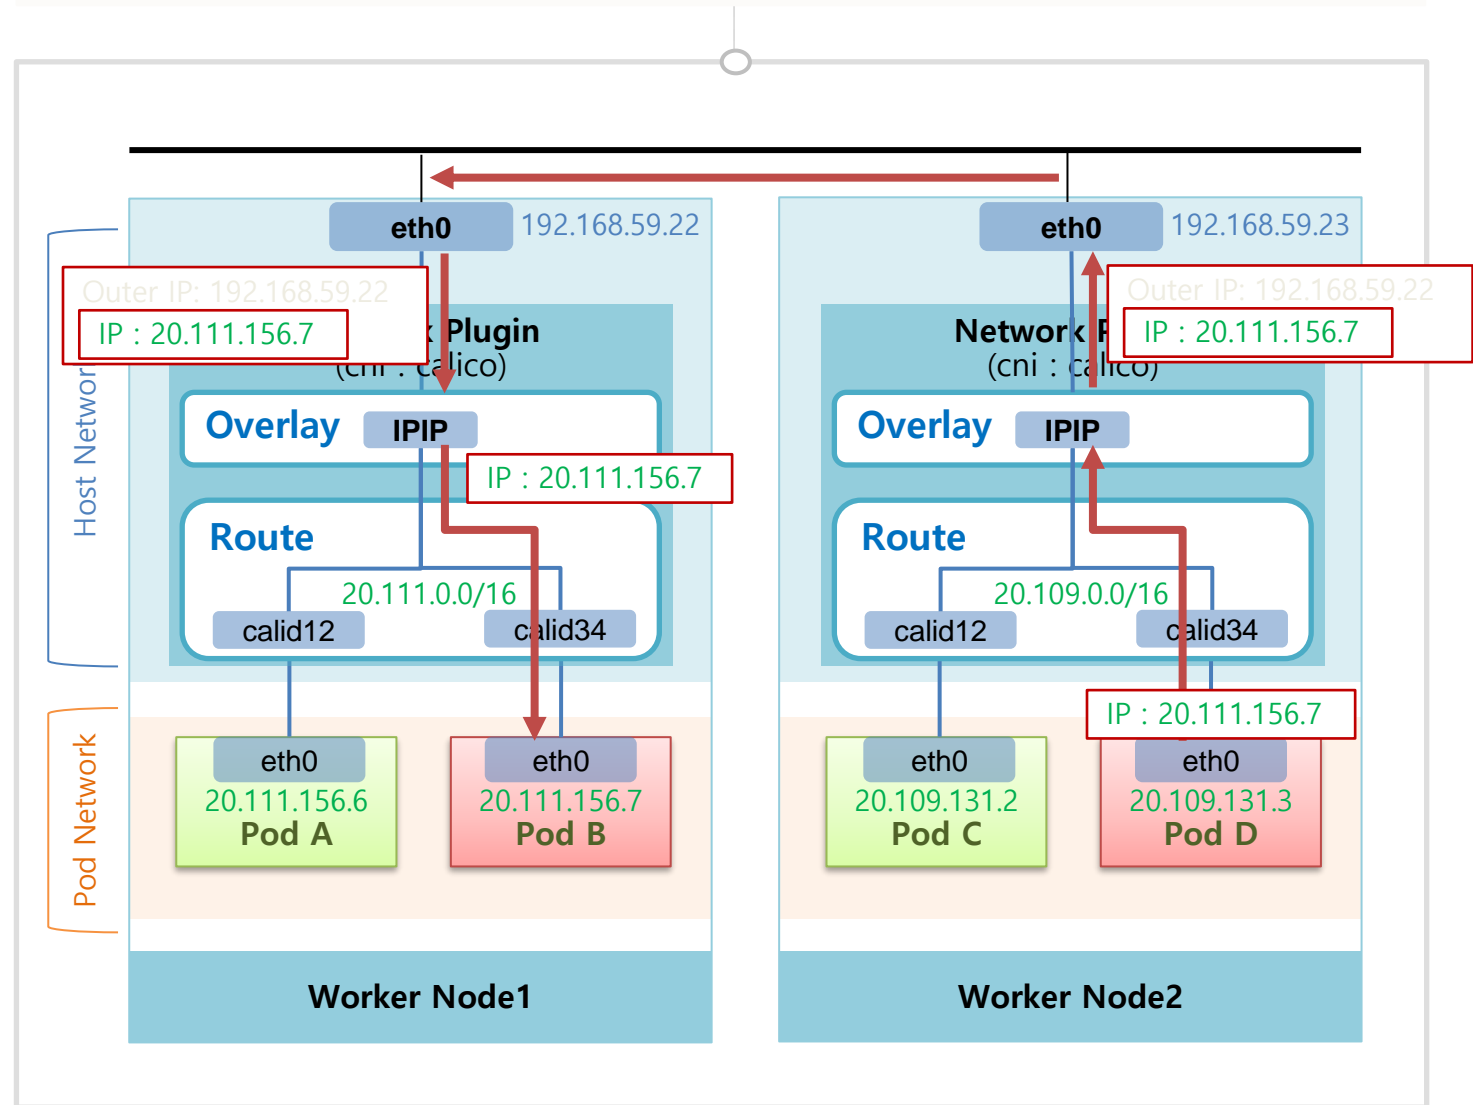 eth0
192.168.59.22
eth0
192.168.59.23
Outer IP: 192.168.59.22
IP : 20.111.156.7
Plugin
(cni : calico)
Outer IP: 192.168.59.22
IP : 20.111.156.7
Network
(cni : calico)
Host Network
Overlay
IPIP
IP : 20.111.156.7
Overlay
IPIP
Route
20.111.0.0/16
calid12
calid34
Route
20.109.0.0/16
calid12
calid34
IP : 20.111.156.7
Pod Network
eth0
20.111.156.6
Pod A
eth0
20.111.156.7
Pod B
eth0
20.109.131.2
Pod C
eth0
20.109.131.3
Pod D
Worker Node1
Worker Node2